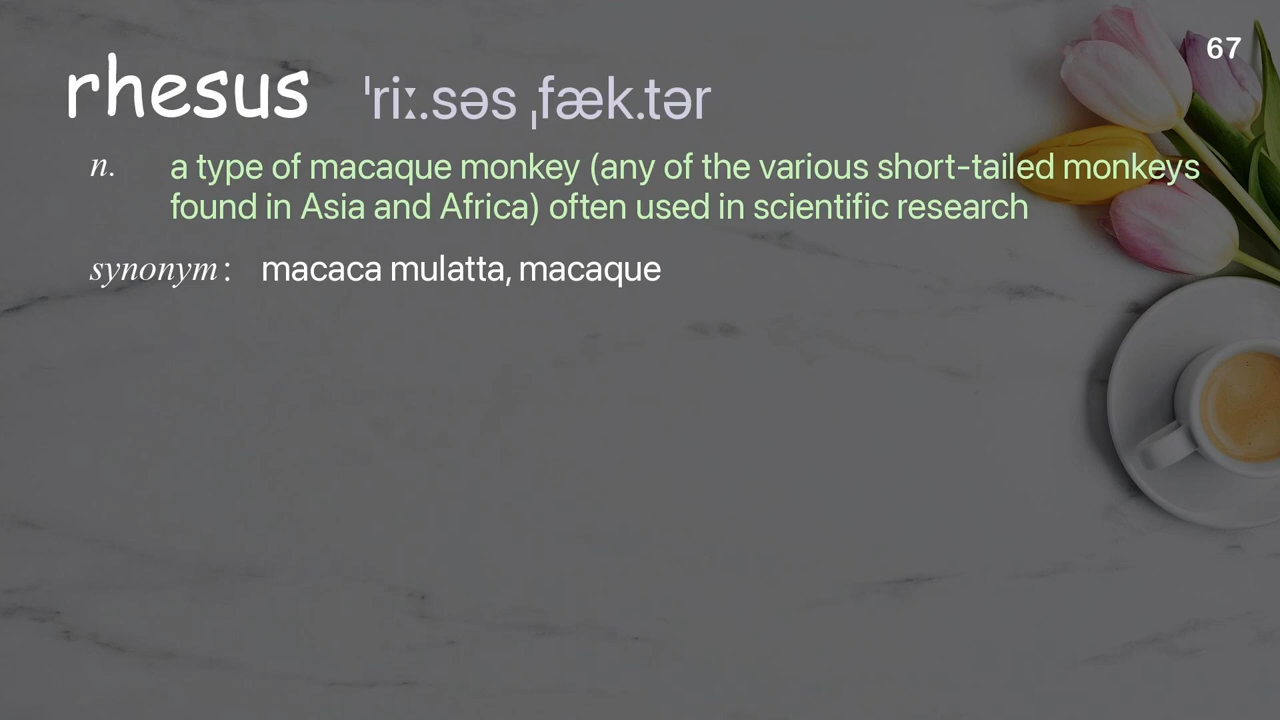 67
rhesus ˈriː.səs ˌfæk.tər
n. a type of macaque monkey (any of the various short-tailed monkeys
found in Asia and Africa) often used in scientific research
synonym: macaca mulatta, macaque